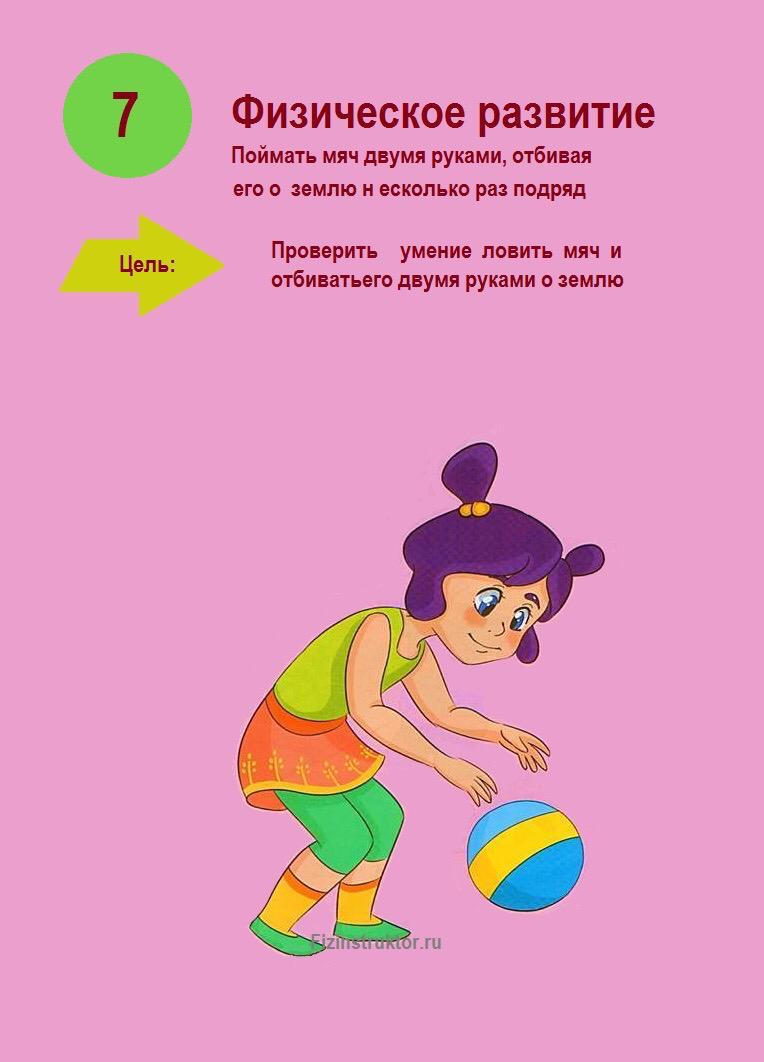 7
Физическое развитие
Поймать мяч двумя руками, отбивая
его о землю н есколько раз подряд
Цель:
Проверить умение ловить мяч и
отбиватьего двумя руками о землю
Fizinstruktor.ru